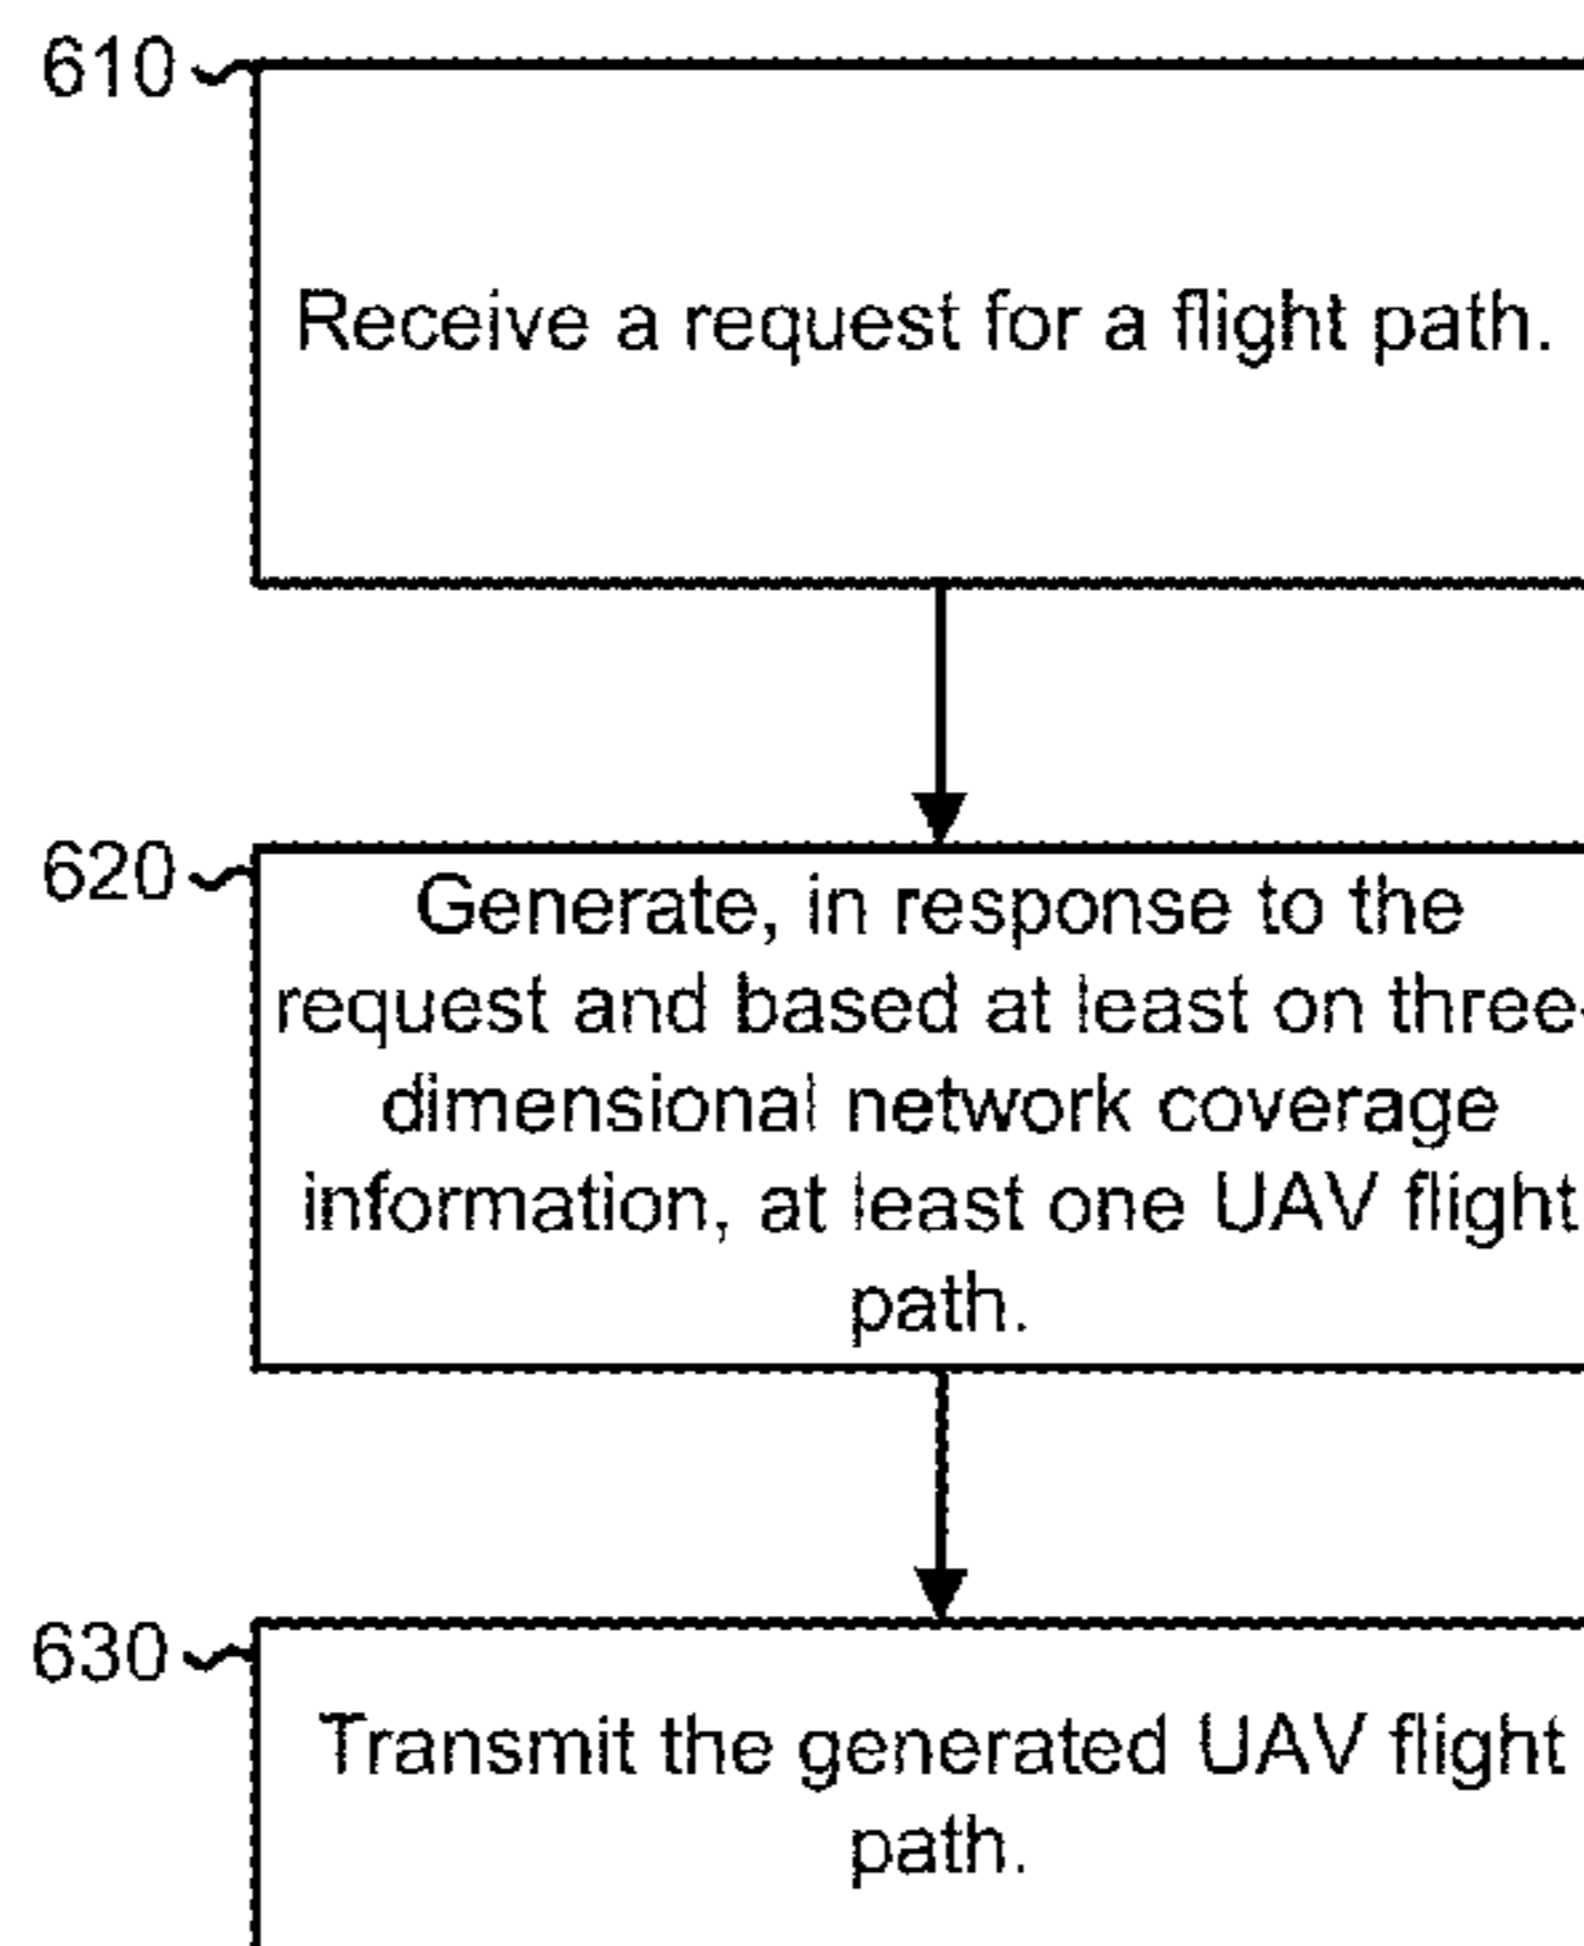 610
Receive a request for a flight path.
620
Generate, in response to the
request and based at least on three-
dimensional network coverage
information, at least one UAV flight
path.
630
Transmit the generated UAV flight
path.